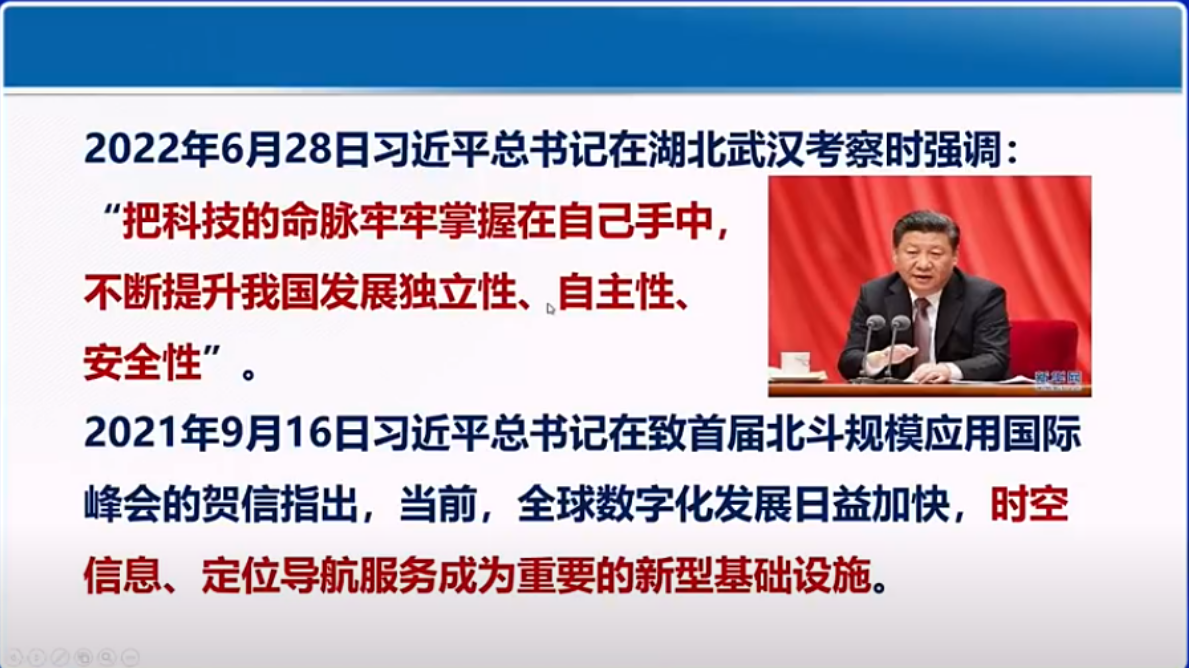 2022年6月28日习近平总书记在湖北武汉考察时强调：
“把科技的命脉牢牢掌握在自己手中，
不断提升我国发展独立性、自主性、
安全性”。
新华网
2021年9月16日习近平总书记在致首届北斗规模应用国际
峰会的贺信指出，当前，全球数字化发展日益加快，时空
信息、定位导航服务成为重要的新型基础设施。